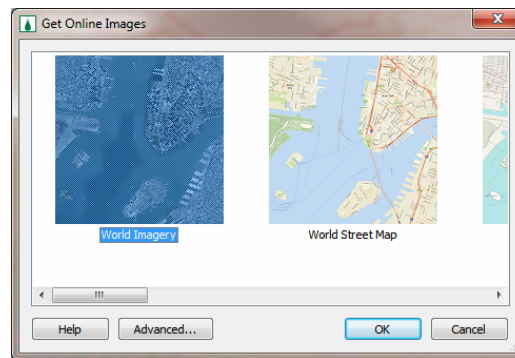 Get Online Images
World Imagery
World Street Map
Help
Advanced...
OK
Cancel